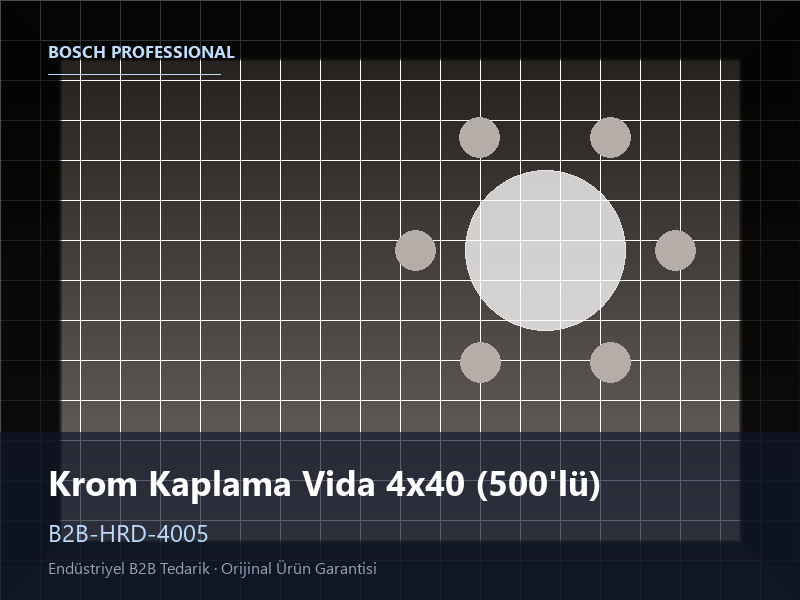 BOSCH PROFESSIONAL
Krom Kaplama Vida 4x40 (500'lü)
B2B-HRD-4005
Endüstriyel B2B Tedarik · Orijinal Ürün Garantisi